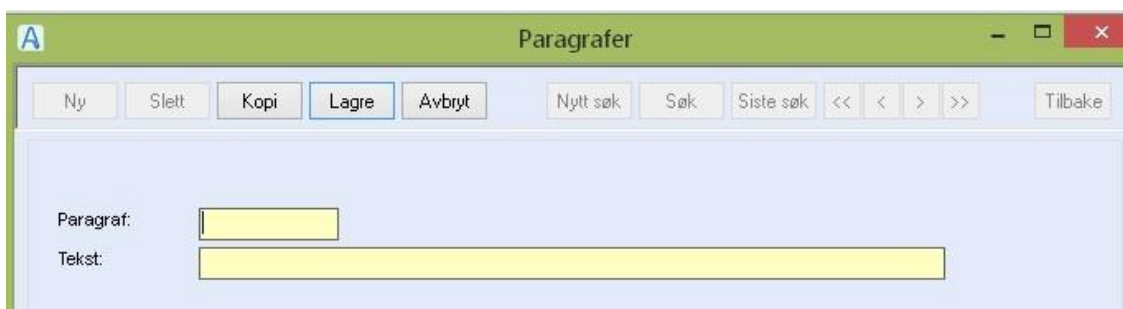 Paragrafer
Ny Slett Kopi Lagre Avbryt Nytt søk Søk Siste søk << < > >> Tilbake
Paragraf:
Tekst: